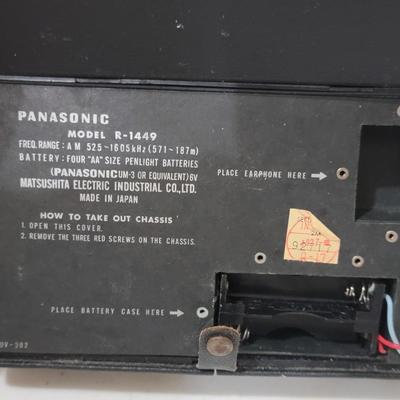 PANASONIC
MODEL R-1449
FREQ. RANGE : AM 525~1605kHz (571~187m)
BATTERY : FOUR "AA" SIZE PENLIGHT BATTERIES
(PANASONIC UM-3 OR EQUIVALENT) 6V
MATSUSHITA ELECTRIC INDUSTRIAL CO., LTD.
MADE IN JAPAN
HOW TO TAKE OUT CHASSIS
1. OPEN THIS COVER.
2. REMOVE THE THREE RED SCREWS ON THE CHASSIS.
PLACE EARPHONE HERE
PLACE BATTERY CASE HERE